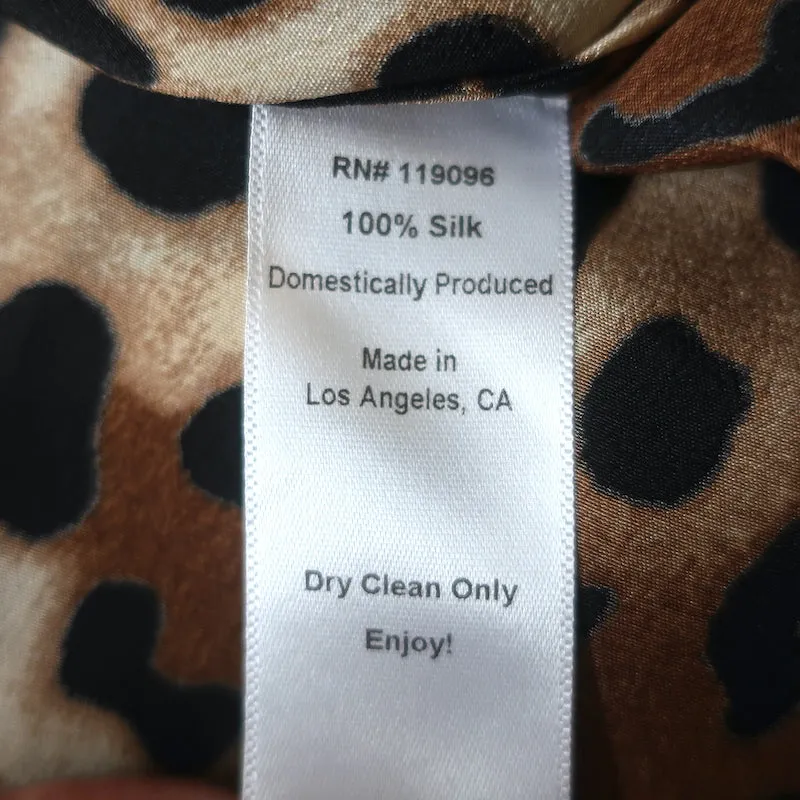 RN# 119096
100% Silk
Domestically Produced
Made in
Los Angeles, CA
Dry Clean Only
Enjoy!